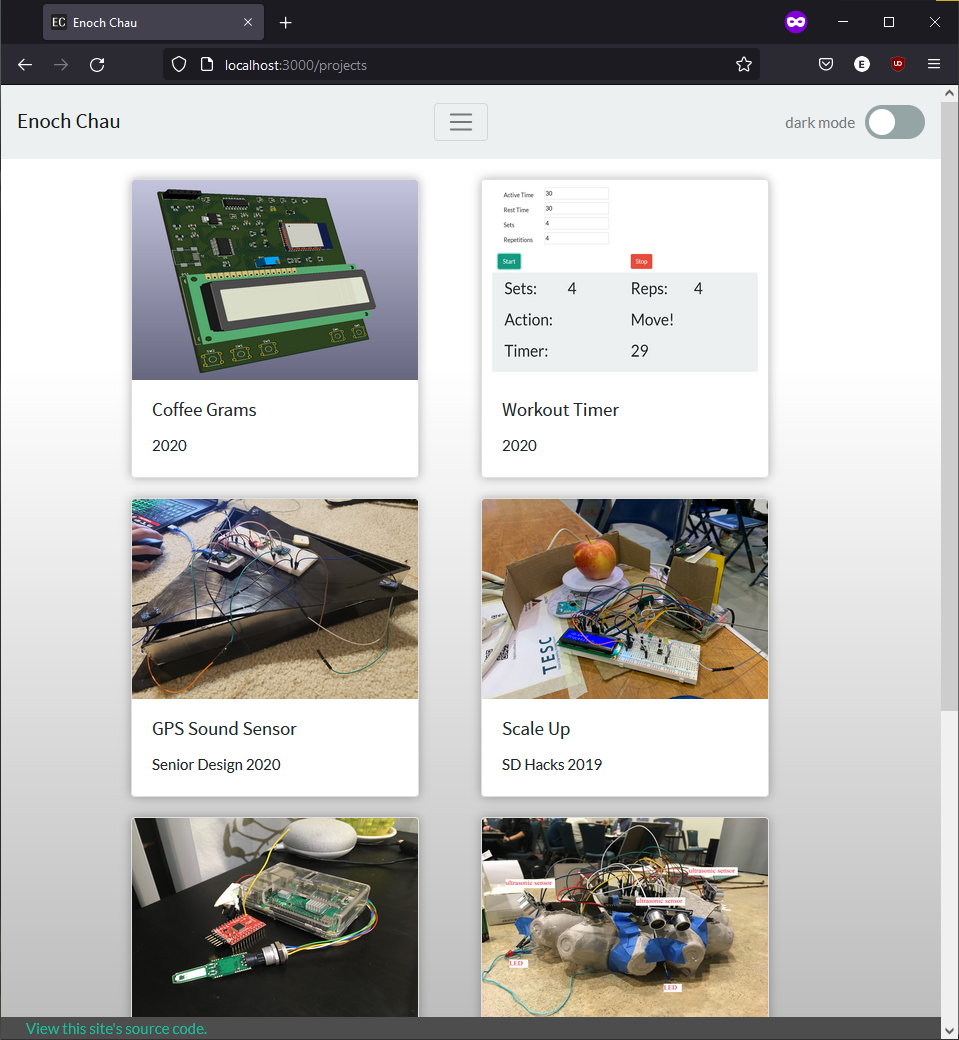 EC Enoch Chau
localhost:3000/projects
Enoch Chau
dark mode
Active Time 30
Rest Time 30
Sets 4
Repetitions 4
Start Stop
Sets: 4 Reps: 4
Action: Move!
Timer: 29
Coffee Grams
2020
Workout Timer
2020
TESC
GPS Sound Sensor
Senior Design 2020
Scale Up
SD Hacks 2019
ultrasonic sensor
ultrasonic sensor
ultrasonic sensor
LED
LED
View this site's source code.